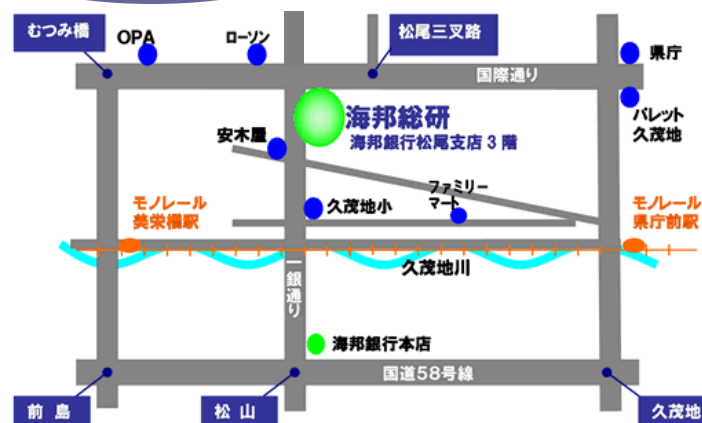 むつみ橋
OPA
ローソン
松尾三叉路
県庁
国際通り
パレット
久茂地
海邦総研
海邦銀行松尾支店3階
安木屋
ファミリー
マート
久茂地小
モノレール
美栄橋駅
モノレール
県庁前駅
久茂地川
一銀通り
海邦銀行本店
国道58号線
前島
松山
久茂地